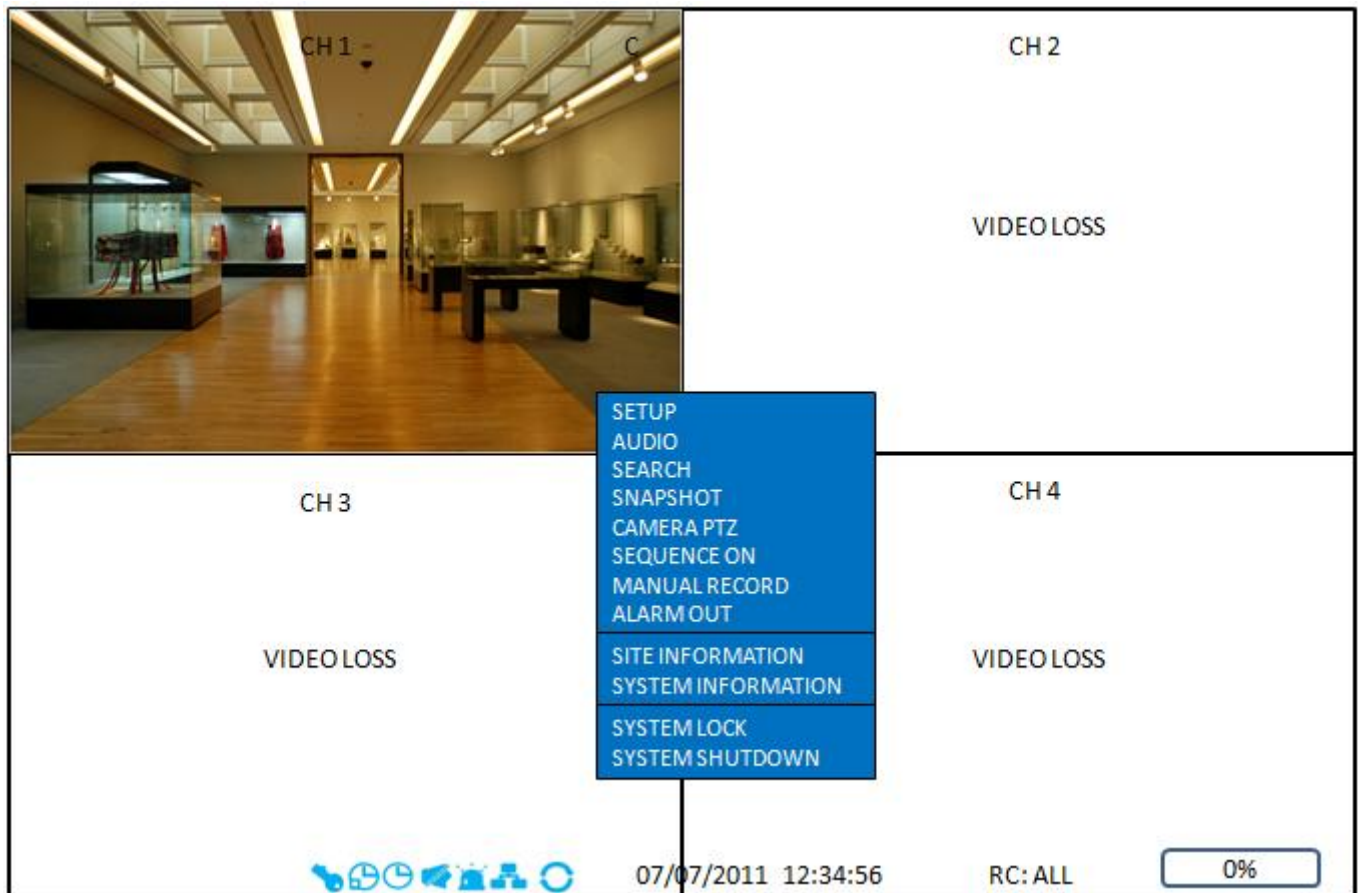 CH 1
C
CH 2
VIDEO LOSS
CH 3
VIDEO LOSS
CH 4
VIDEO LOSS
SETUP
AUDIO
SEARCH
SNAPSHOT
CAMERA PTZ
SEQUENCE ON
MANUAL RECORD
ALARM OUT
SITE INFORMATION
SYSTEM INFORMATION
SYSTEM LOCK
SYSTEM SHUTDOWN
07/07/2011 12:34:56
RC: ALL
0%